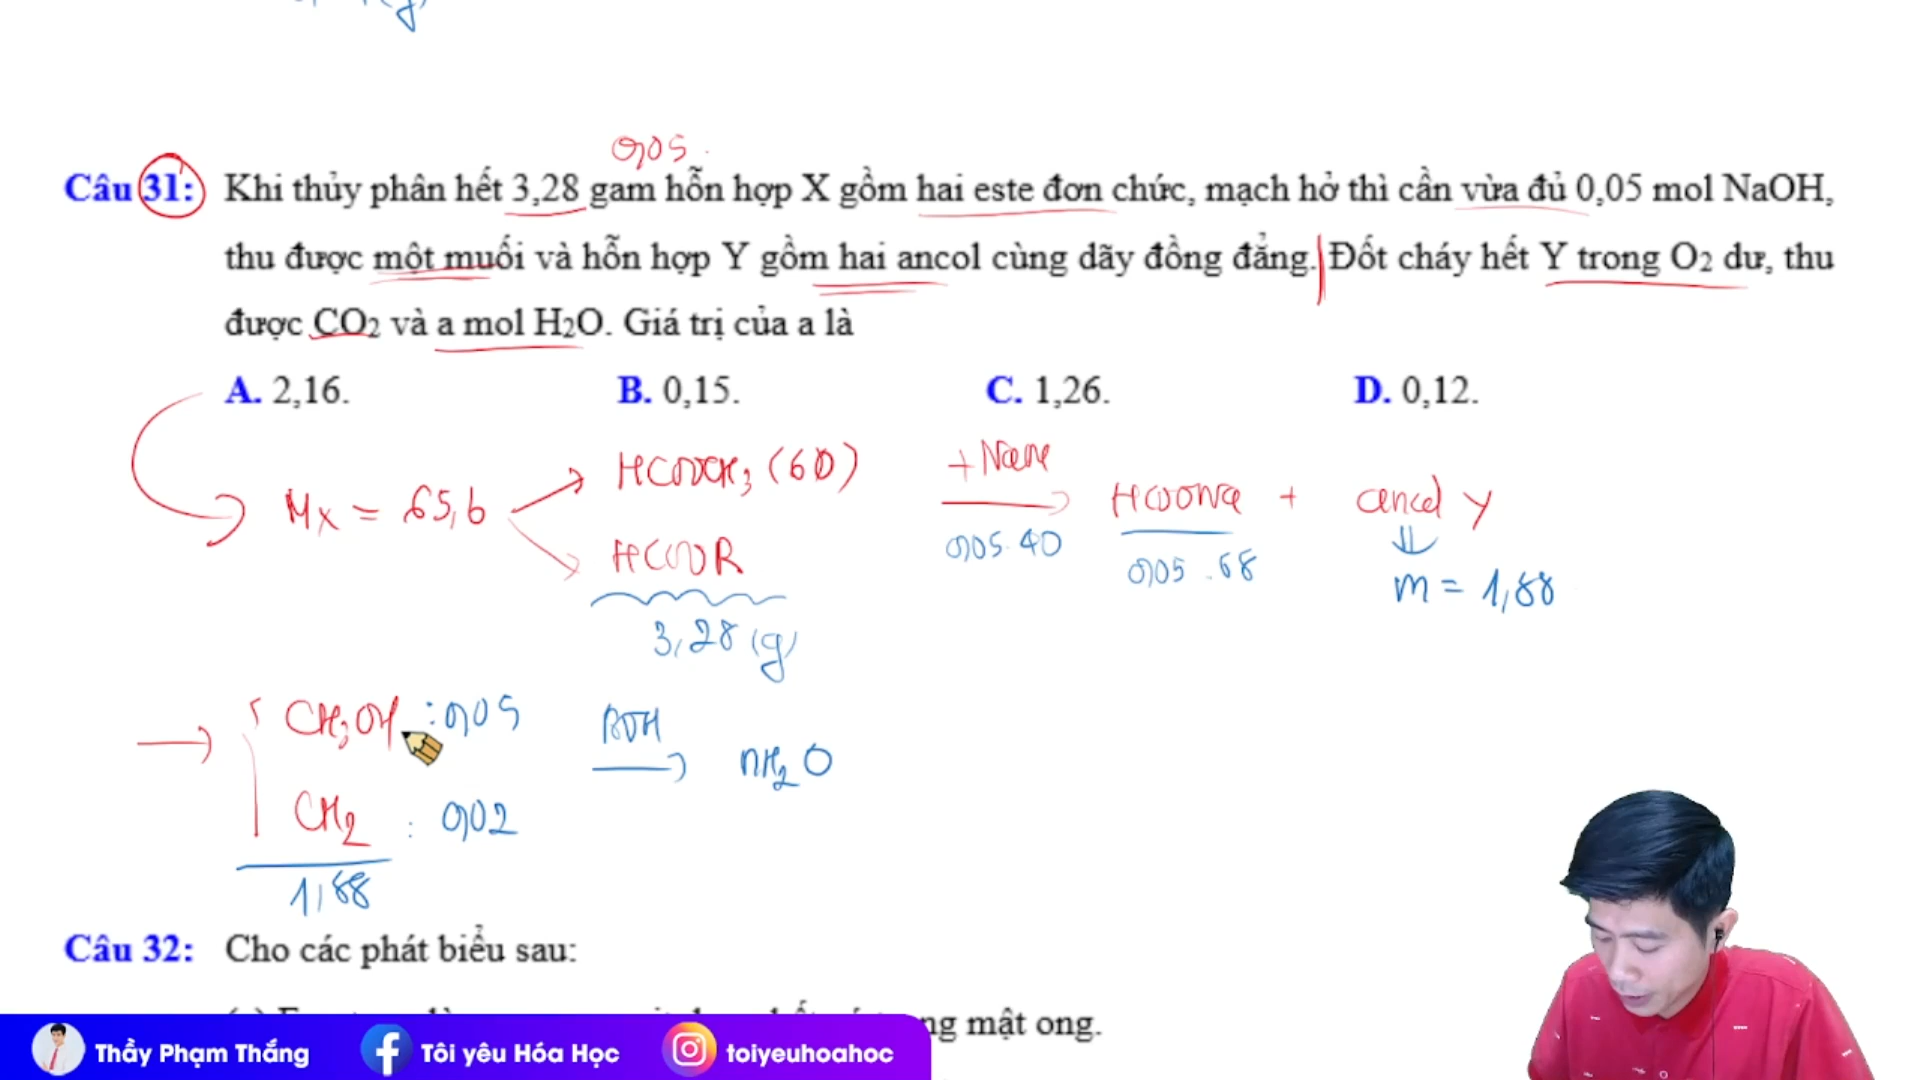 0,05
Câu 31: Khi thủy phân hết 3,28 gam hỗn hợp X gồm hai este đơn chức, mạch hở thì cần vừa đủ 0,05 mol NaOH,
thu được một muối và hỗn hợp Y gồm hai ancol cùng dãy đồng đẳng. Đốt cháy hết Y trong O2 dư, thu
được CO2 và a mol H2O. Giá trị của a là
A. 2,16. B. 0,15. C. 1,26. D. 0,12.
Mx = 65,6
HCOOCH3 (60)
HCOOR
3,28 (g)
+ NaOH
0,05.40
HCOONa + ancol Y
0,05.68
m = 1,88
CH3OH : 0,05
CH2 : 0,02
1,88
BTH
nH2O
Câu 32: Cho các phát biểu sau:
ng mật ong.
Thầy Phạm Thắng Tôi yêu Hóa Học toiyeuhoahoc